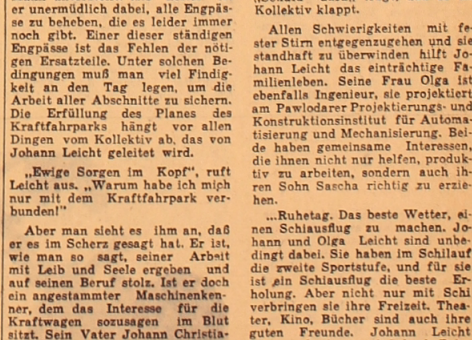 er unermüdlich dabei, alle Engpäs-
se zu beheben, die es leider immer
noch gibt. Einer dieser ständigen
Engpässe ist das Fehlen der nöti-
gen Ersatzteile. Unter solchen Be-
dingungen muß man viel Findig-
keit an den Tag legen, um die
Arbeit aller Abschnitte zu sichern.
Die Erfüllung des Planes des
Kraftfahrparks hängt vor allen
Dingen vom Kollektiv ab, das von
Johann Leicht geleitet wird.
„Ewige Sorgen im Kopf", ruft
Leicht aus. „Warum habe ich mich
nur mit dem Kraftfahrpark ver-
bunden!"
Aber man sieht es ihm an, daß
er es im Scherz gesagt hat. Er ist,
wie man so sagt, seiner Arbeit
mit Leib und Seele ergeben und
auf seinen Beruf stolz. Ist er doch
ein angestammter Maschinenken-
ner, dem das Interesse für die
Kraftwagen sozusagen im Blut
sitzt. Sein Vater Johann Christia-
Kollektiv klappt.
Allen Schwierigkeiten mit fe-
ster Stirn entgegenzugehen und sie
standhaft zu überwinden hilft Jo-
hann Leicht das einträchtige Fa-
milienleben. Seine Frau Olga ist
ebenfalls Ingenieur, sie projektiert
am Pawlodarer Projektierungs- und
Konstruktionsinstitut für Automa-
tisierung und Mechanisierung. Bei-
de haben gemeinsame Interessen,
die ihnen nicht nur helfen, produk-
tiv zu arbeiten, sondern auch ih-
ren Sohn Sascha richtig zu erzie-
hen.
...Ruhetag. Das beste Wetter, ei-
nen Schiausflug zu machen. Jo-
hann und Olga Leicht sind unbe-
dingt dabei. Sie haben im Schilauf
die zweite Sportstufe, und für sie
ist ein Schiausflug die beste Er-
holung. Aber nicht nur mit Schi
verbringen sie ihre Freizeit. Thea-
ter, Kino, Bücher sind auch ihre
guten Freunde. Johann Leicht